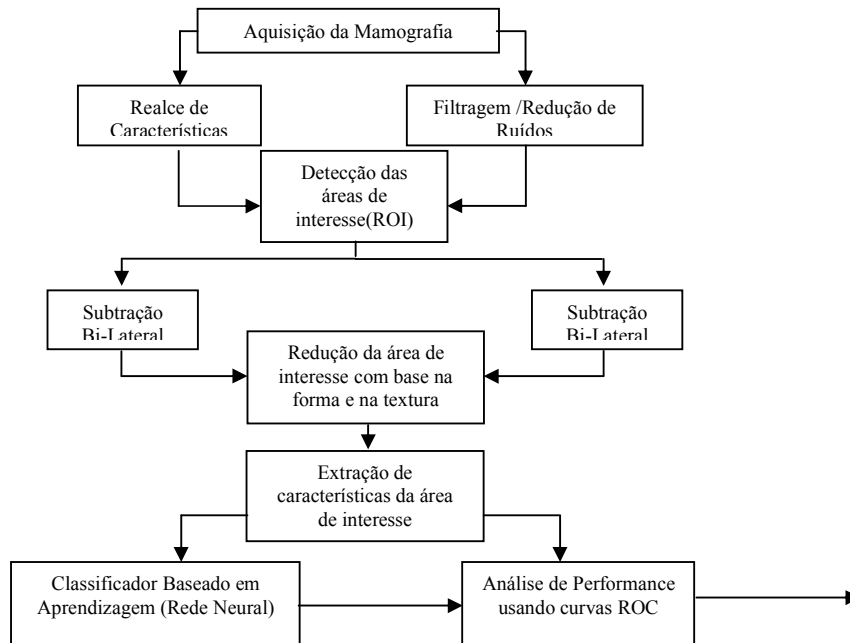 Aquisição da Mamografia
Realce de
Características
Filtragem /Redução de
Ruídos
Detecção das
áreas de
interesse(ROI)
Subtração
Bi-Lateral
Subtração
Bi-Lateral
Redução da área de
interesse com base na
forma e na textura
Extração de
características da área
de interesse
Classificador Baseado em
Aprendizagem (Rede Neural)
Análise de Performance
usando curvas ROC